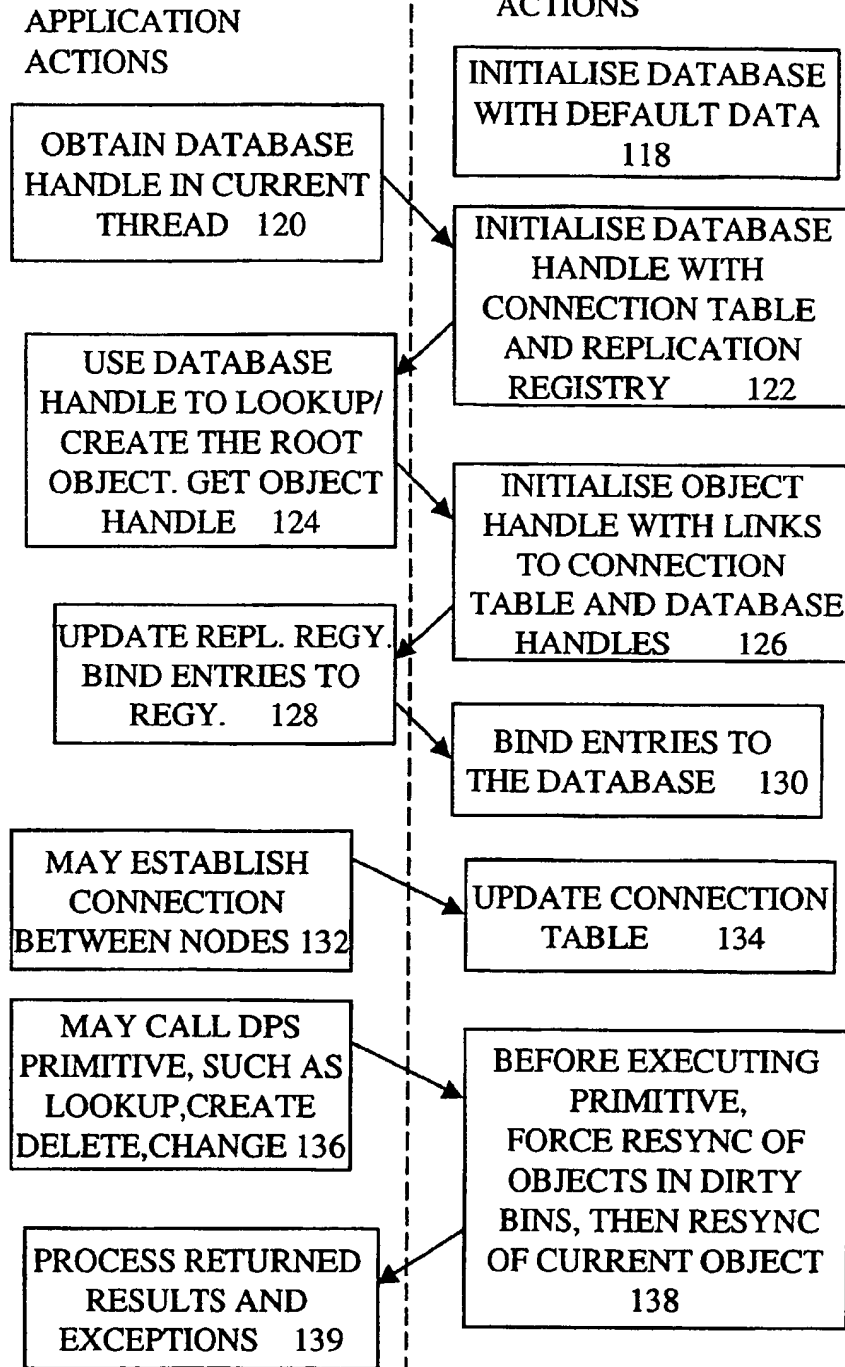 APPLICATION
ACTIONS
ACTIONS
INITIALISE DATABASE
WITH DEFAULT DATA
118
OBTAIN DATABASE
HANDLE IN CURRENT
THREAD 120
INITIALISE DATABASE
HANDLE WITH
CONNECTION TABLE
AND REPLICATION
REGISTRY 122
USE DATABASE
HANDLE TO LOOKUP/
CREATE THE ROOT
OBJECT. GET OBJECT
HANDLE 124
INITIALISE OBJECT
HANDLE WITH LINKS
TO CONNECTION
TABLE AND DATABASE
HANDLES 126
UPDATE REPL. REGY.
BIND ENTRIES TO
REGY. 128
BIND ENTRIES TO
THE DATABASE 130
MAY ESTABLISH
CONNECTION
BETWEEN NODES 132
UPDATE CONNECTION
TABLE 134
MAY CALL DPS
PRIMITIVE, SUCH AS
LOOKUP,CREATE
DELETE,CHANGE 136
BEFORE EXECUTING
PRIMITIVE,
FORCE RESYNC OF
OBJECTS IN DIRTY
BINS, THEN RESYNC
OF CURRENT OBJECT
138
PROCESS RETURNED
RESULTS AND
EXCEPTIONS 139